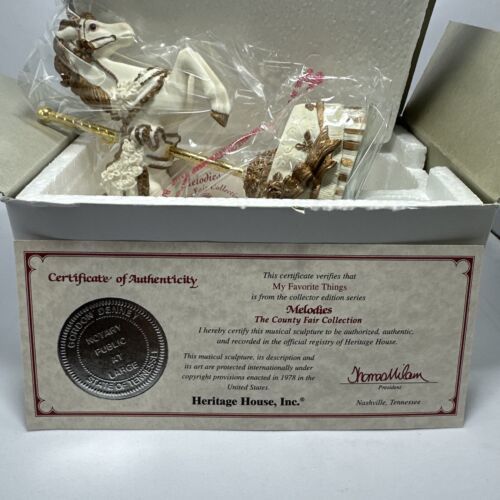 Melodies
Fair Collection
Certificate of Authenticity
GORDON DENNEY
NOTARY
PUBLIC
AT
LARGE
STATE OF TENNESSEE
This certificate verifies that
My Favorite Things
is from the collector edition series
Melodies
The County Fair Collection
I hereby certify this musical sculpture to be authorized, authentic,
and recorded in the official registry of Heritage House.
This musical sculpture, its description and
its art are protected internationally under
copyright provisions enacted in 1978 in the
United States.
Heritage House, Inc.®
President
Nashville, Tennessee